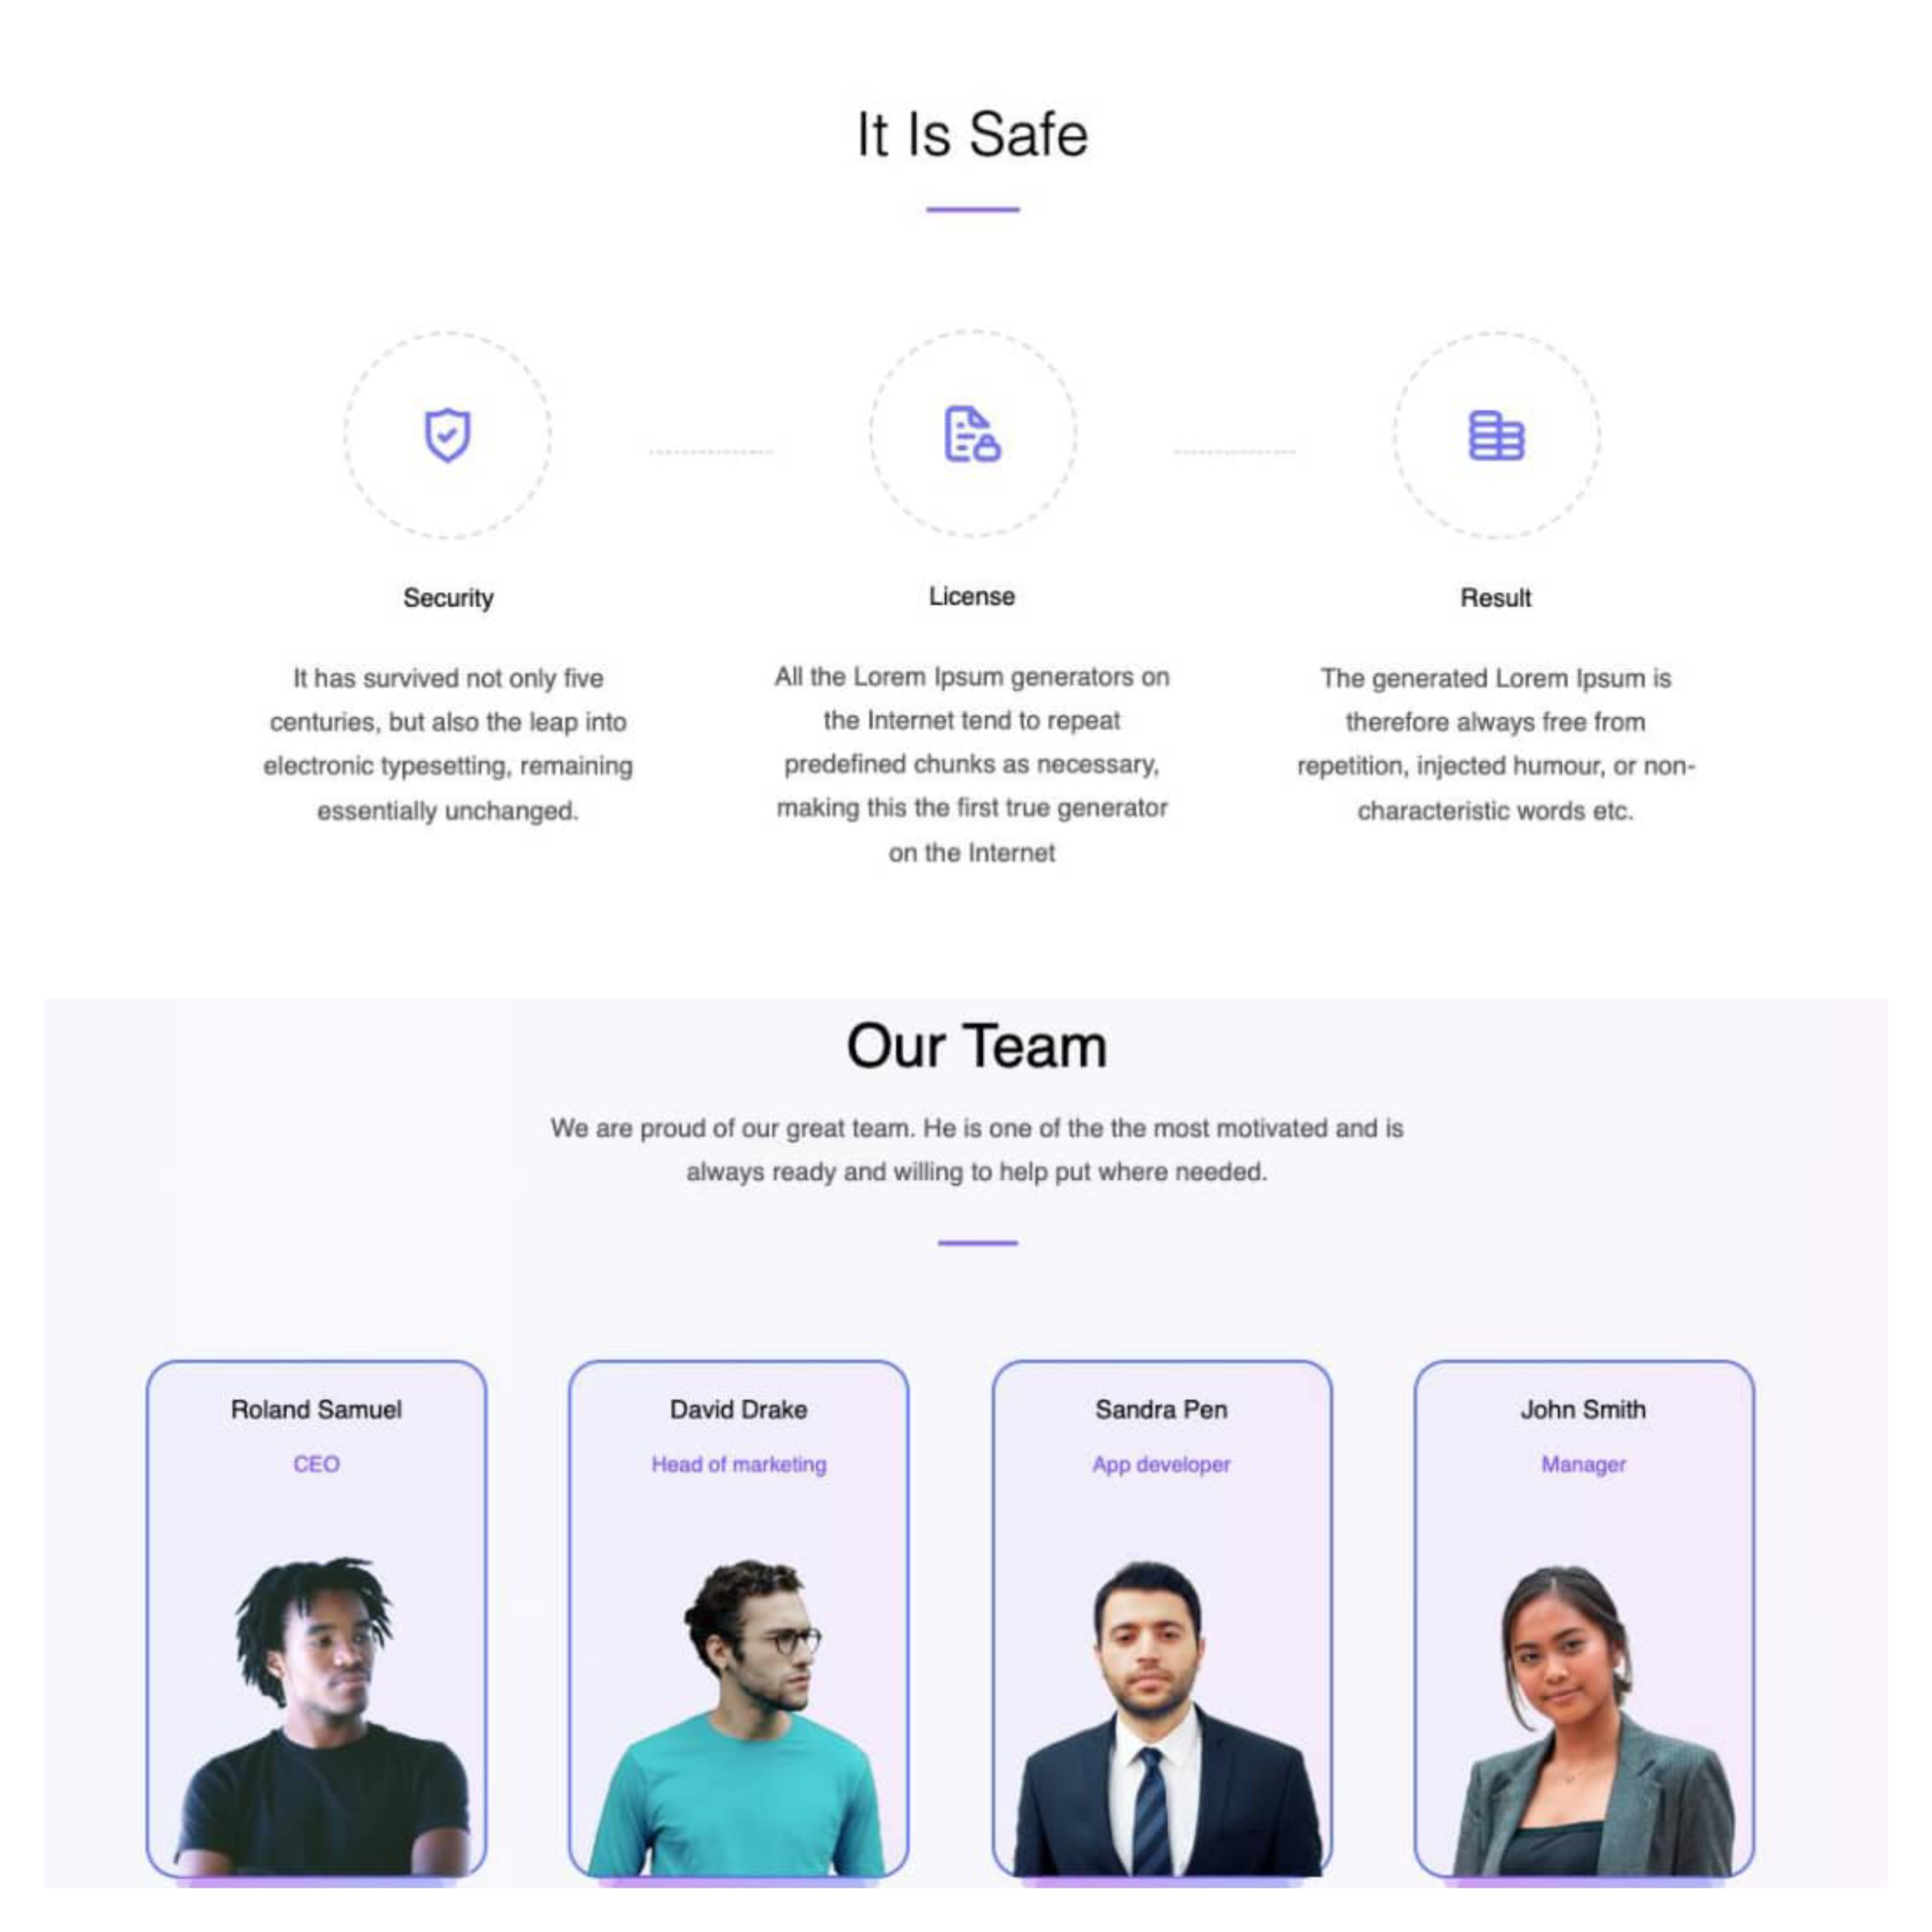 It Is Safe
Security
It has survived not only five
centuries, but also the leap into
electronic typesetting, remaining
essentially unchanged.
License
All the Lorem Ipsum generators on
the Internet tend to repeat
predefined chunks as necessary,
making this the first true generator
on the Internet
Result
The generated Lorem Ipsum is
therefore always free from
repetition, injected humour, or non-
characteristic words etc.
Our Team
We are proud of our great team. He is one of the the most motivated and is
always ready and willing to help put where needed.
Roland Samuel
CEO
David Drake
Head of marketing
Sandra Pen
App developer
John Smith
Manager